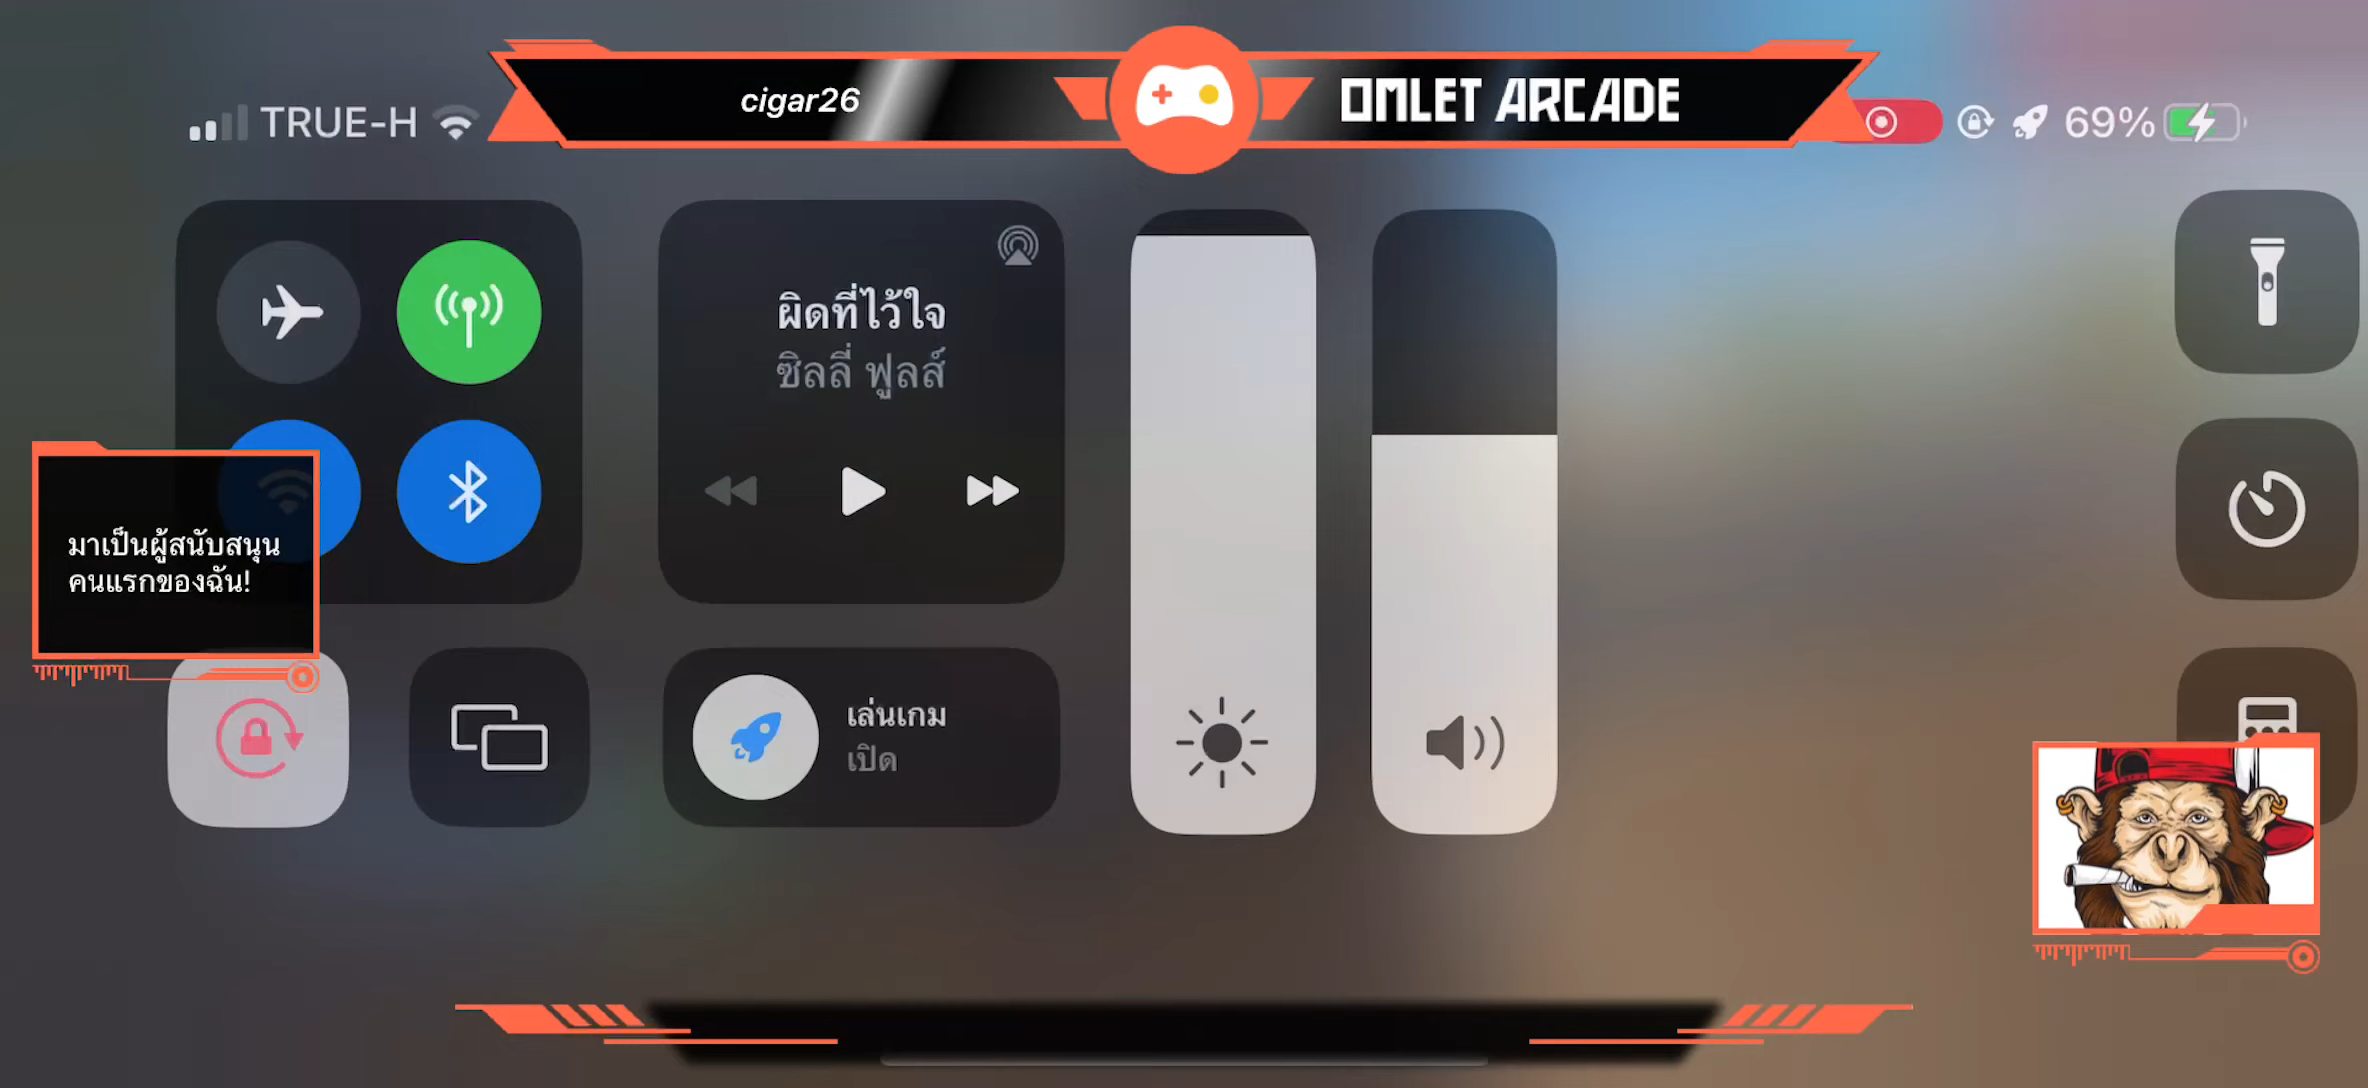 TRUE-H
cigar26
OMLET ARCADE
69%
ผิดที่ไว้ใจ
ซิลลี่ ฟูลส์
มาเป็นผู้สนับสนุน
คนแรกของฉัน!
เล่นเกม
เปิด